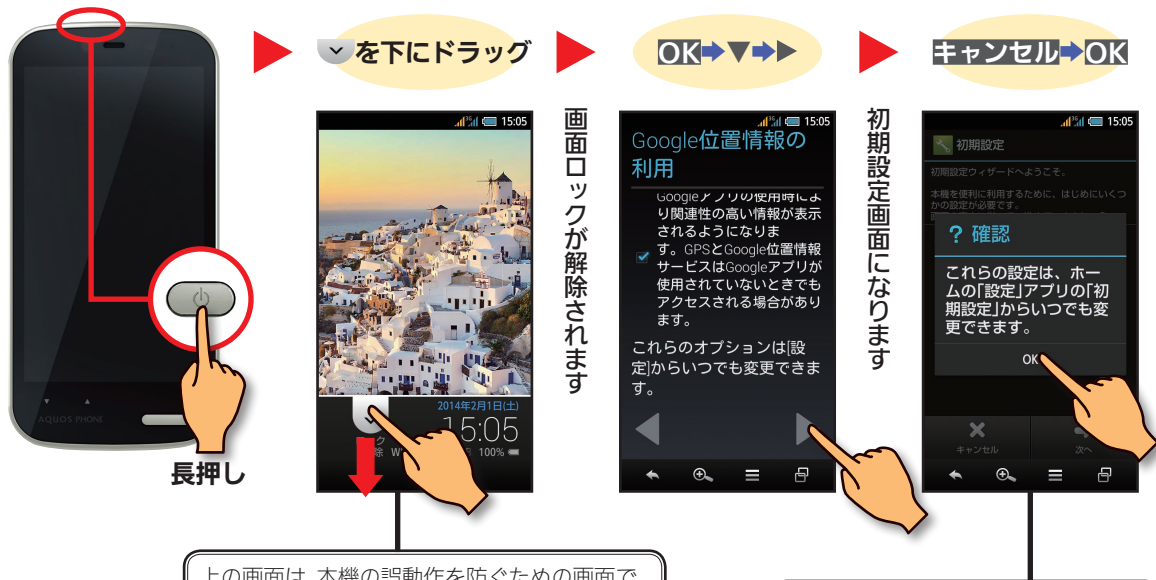 AQUOS PHONE
長押し
を下にドラッグ
3G 15:05
2014年2月1日(土)
15:05
100%
画面ロックが解除されます
OK➡▼➡▶
3G 15:05
Google位置情報の
利用
Googleアプリの使用時によ
り関連性の高い情報が表示
されるようになりま
す。GPSとGoogle位置情報
サービスはGoogleアプリが
使用されていないときでも
アクセスされる場合があり
ます。
これらのオプションは[設
定]からいつでも変更できま
す。
初期設定画面になります
キャンセル➡OK
3G 15:05
初期設定
初期設定ウィザードへようこそ。
本機を便利に利用するために、はじめにいくつ
かの設定が必要です。
? 確認
これらの設定は、ホー
ムの「設定」アプリの「初
期設定」からいつでも変
更できます。
OK
キャンセル
次へ
上の画面は、本機の誤動作を防ぐための画面で